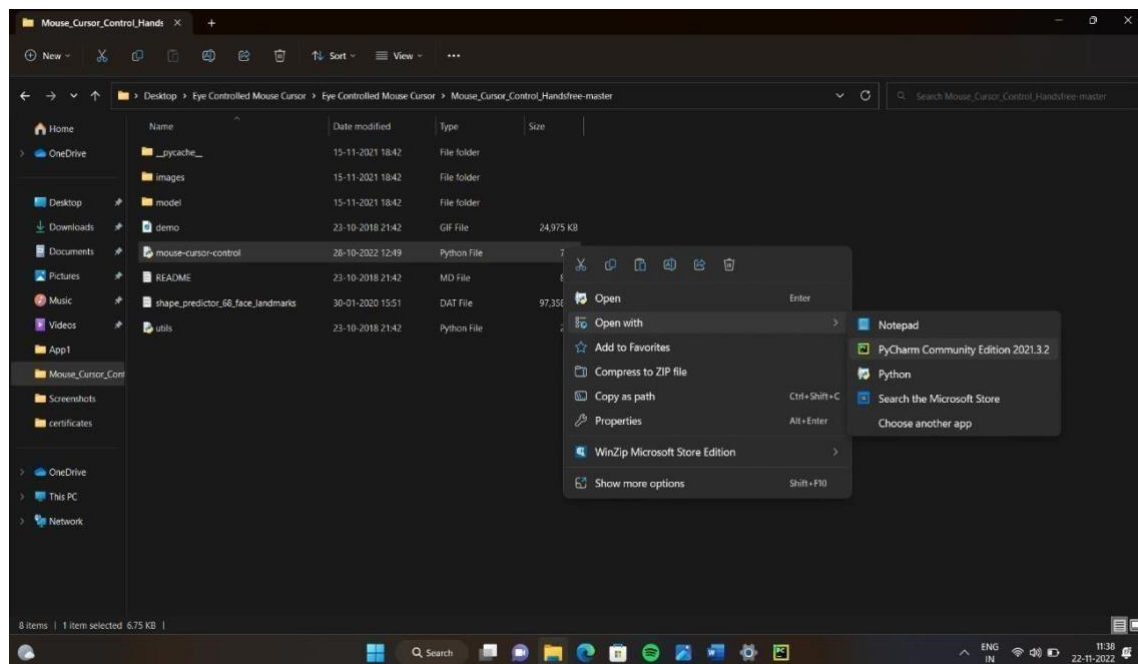 Mouse_Cursor_Control_Hands
New
Sort
View
Desktop > Eye Controlled Mouse Cursor > Eye Controlled Mouse Cursor > Mouse_Cursor_Control_Handsfree-master
Search Mouse_Cursor_Control_Handsfree-master
Home
OneDrive
Desktop
Downloads
Documents
Pictures
Music
Videos
App1
Mouse_Cursor_Cont
Screenshots
certificates
OneDrive
This PC
Network
Name Date modified Type Size
__pycache__ 15-11-2021 18:42 File folder
images 15-11-2021 18:42 File folder
model 15-11-2021 18:42 File folder
demo 23-10-2018 21:42 GIF File 24,975 KB
mouse-cursor-control 28-10-2022 12:49 Python File 7
README 23-10-2018 21:42 MD File
shape_predictor_68_face_landmarks 30-01-2020 15:51 DAT File 97,358
utils 23-10-2018 21:42 Python File
Open Enter
Open with
Add to Favorites
Compress to ZIP file
Copy as path Ctrl+Shift+C
Properties Alt+Enter
WinZip Microsoft Store Edition
Show more options Shift+F10
Notepad
PyCharm Community Edition 2021.3.2
Python
Search the Microsoft Store
Choose another app
8 items | 1 item selected 6.75 KB |
Search
ENG
IN
11:38
22-11-2022